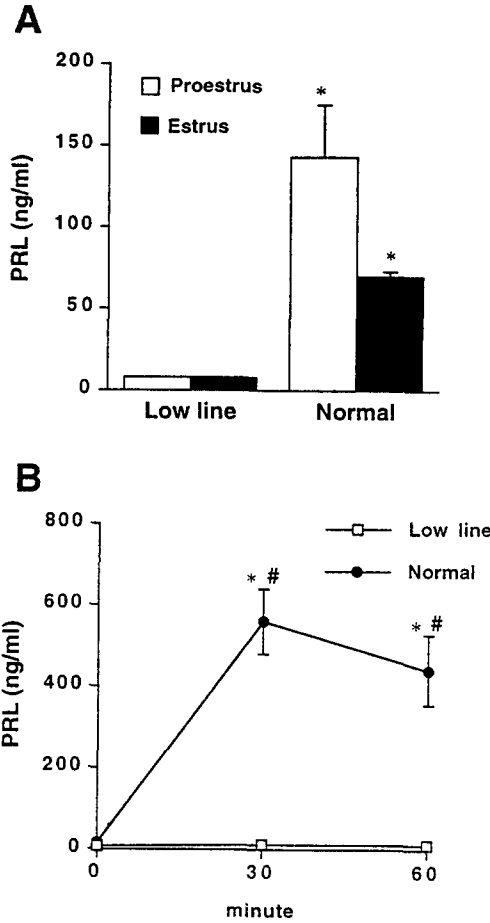 A
200
Proestrus
Estrus
150
100
50
0
PRL (ng/ml)
*
*
Low line Normal
B
800
Low line
Normal
600
400
200
0
PRL (ng/ml)
* #
* #
0 30 60
minute